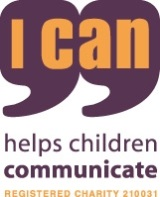 I can
helps children
communicate
REGISTERED CHARITY 210031